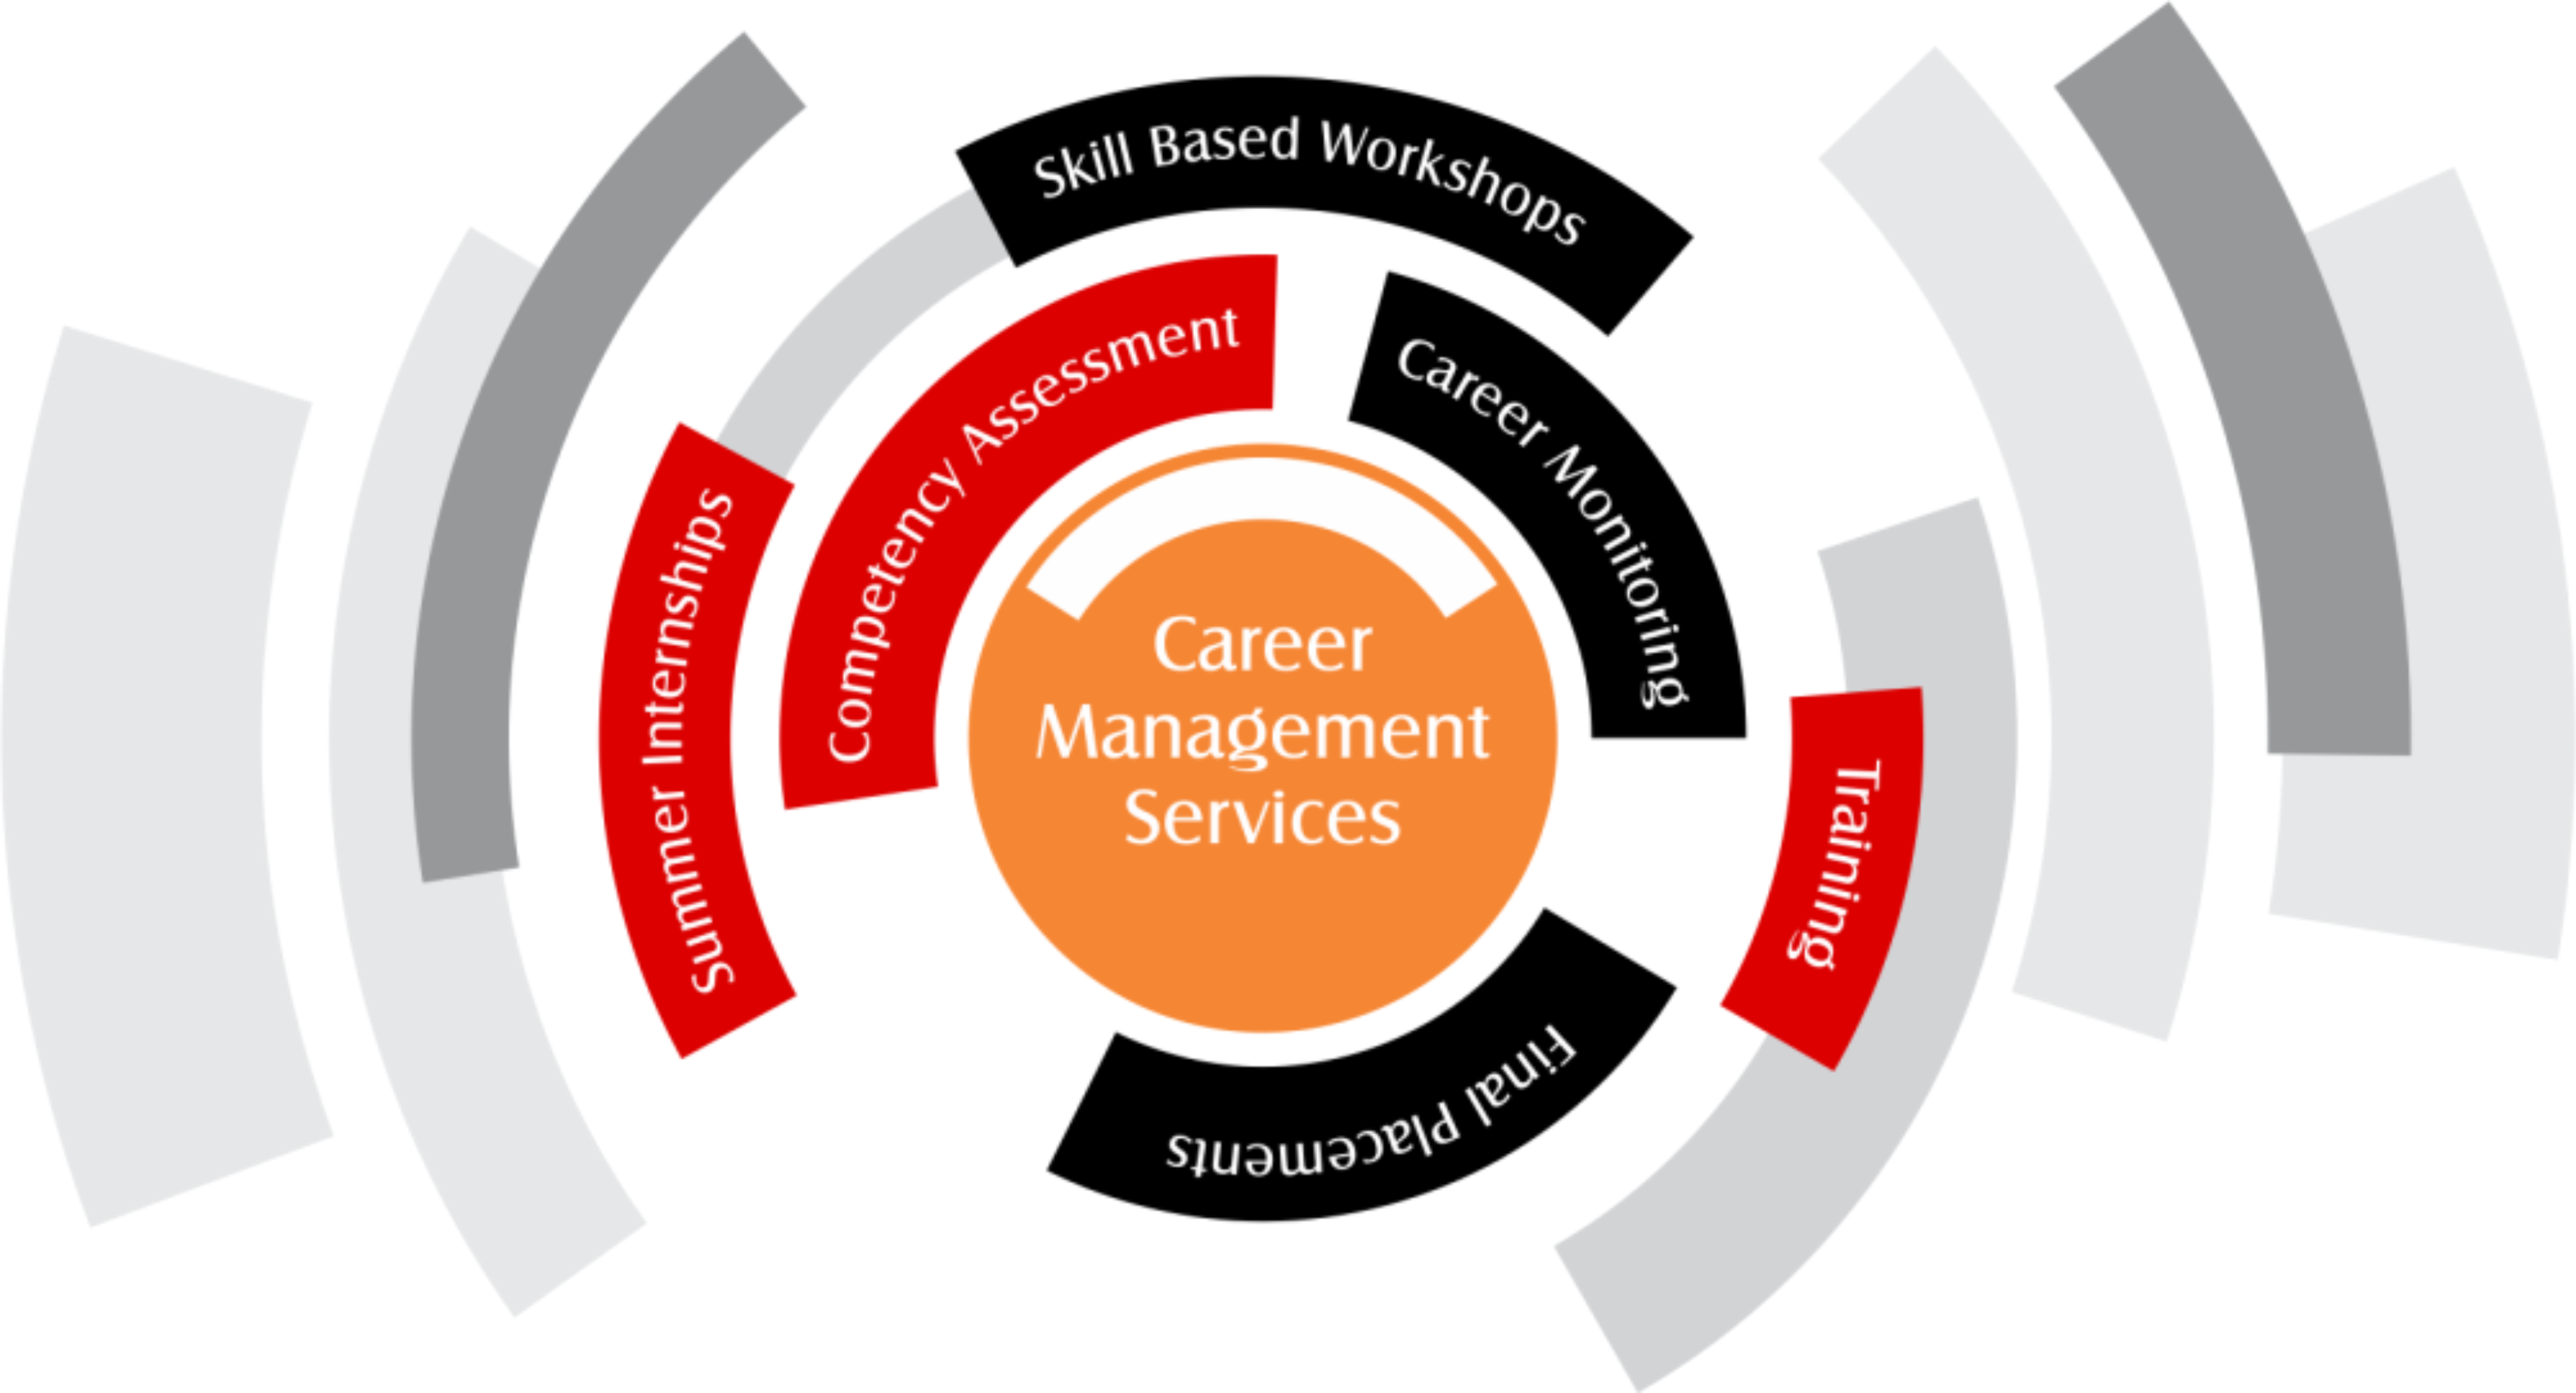 Skill Based Workshops
Career Monitoring
Competency Assessment
Summer Internships
Career
Management
Services
Training
Final Placements